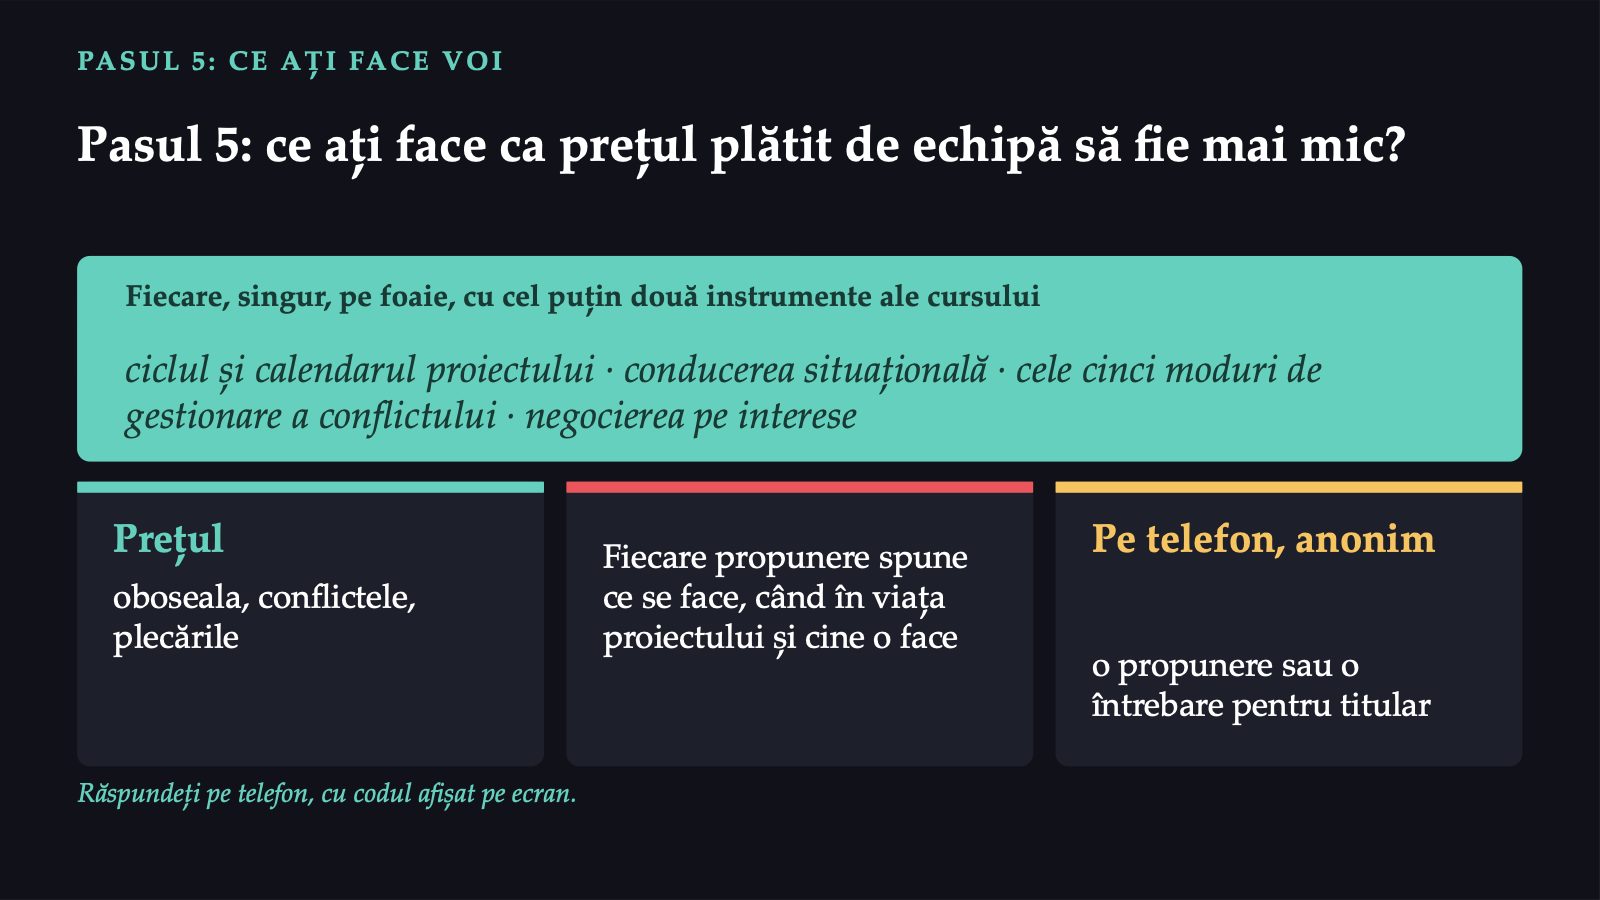 PASUL 5: CE AȚI FACE VOI
Pasul 5: ce ați face ca prețul plătit de echipă să fie mai mic?
Fiecare, singur, pe foaie, cu cel puțin două instrumente ale cursului
ciclul și calendarul proiectului · conducerea situațională · cele cinci moduri de
gestionare a conflictului · negocierea pe interese
Prețul
oboseala, conflictele,
plecările
Fiecare propunere spune
ce se face, când în viața
proiectului și cine o face
Pe telefon, anonim
o propunere sau o
întrebare pentru titular
Răspundeți pe telefon, cu codul afișat pe ecran.